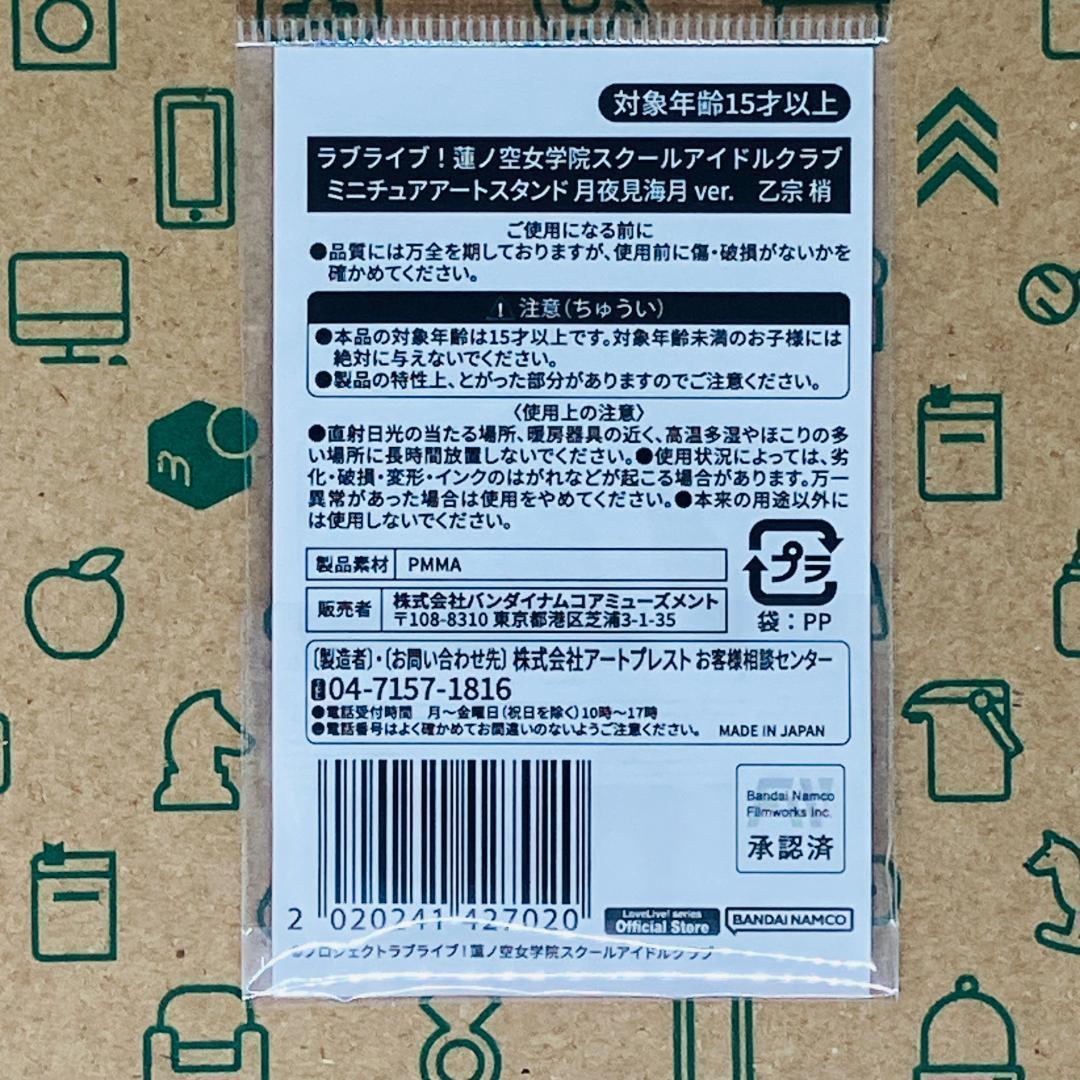 対象年齢15才以上
ラブライブ！蓮ノ空女学院スクールアイドルクラブ
ミニチュアアートスタンド 月夜見海月 ver.　乙宗 梢
ご使用になる前に
●品質には万全を期しておりますが、使用前に傷・破損がないかを
確かめてください。
⚠ 注意(ちゅうい)
●本品の対象年齢は15才以上です。対象年齢未満のお子様には
絶対に与えないでください。
●製品の特性上、とがった部分がありますのでご注意ください。
〈使用上の注意〉
●直射日光の当たる場所、暖房器具の近く、高温多湿やほこりの多
い場所に長時間放置しないでください。●使用状況によっては、劣
化・破損・変形・インクのはがれなどが起こる場合があります。万一
異常があった場合は使用をやめてください。●本来の用途以外に
は使用しないでください。
製品素材 PMMA
プラ
袋：PP
販売者 株式会社バンダイナムコアミューズメント
〒108-8310 東京都港区芝浦3-1-35
〔製造者〕・〔お問い合わせ先〕株式会社アートプレスト お客様相談センター
04-7157-1816
●電話受付時間　月～金曜日(祝日を除く)10時～17時
●電話番号はよく確かめてお間違いのないようご注意ください。 MADE IN JAPAN
Bandai Namco
Filmworks Inc.
承認済
2 020241 427020
LoveLive! series
Official Store
BANDAI NAMCO
©プロジェクトラブライブ！蓮ノ空女学院スクールアイドルクラブ